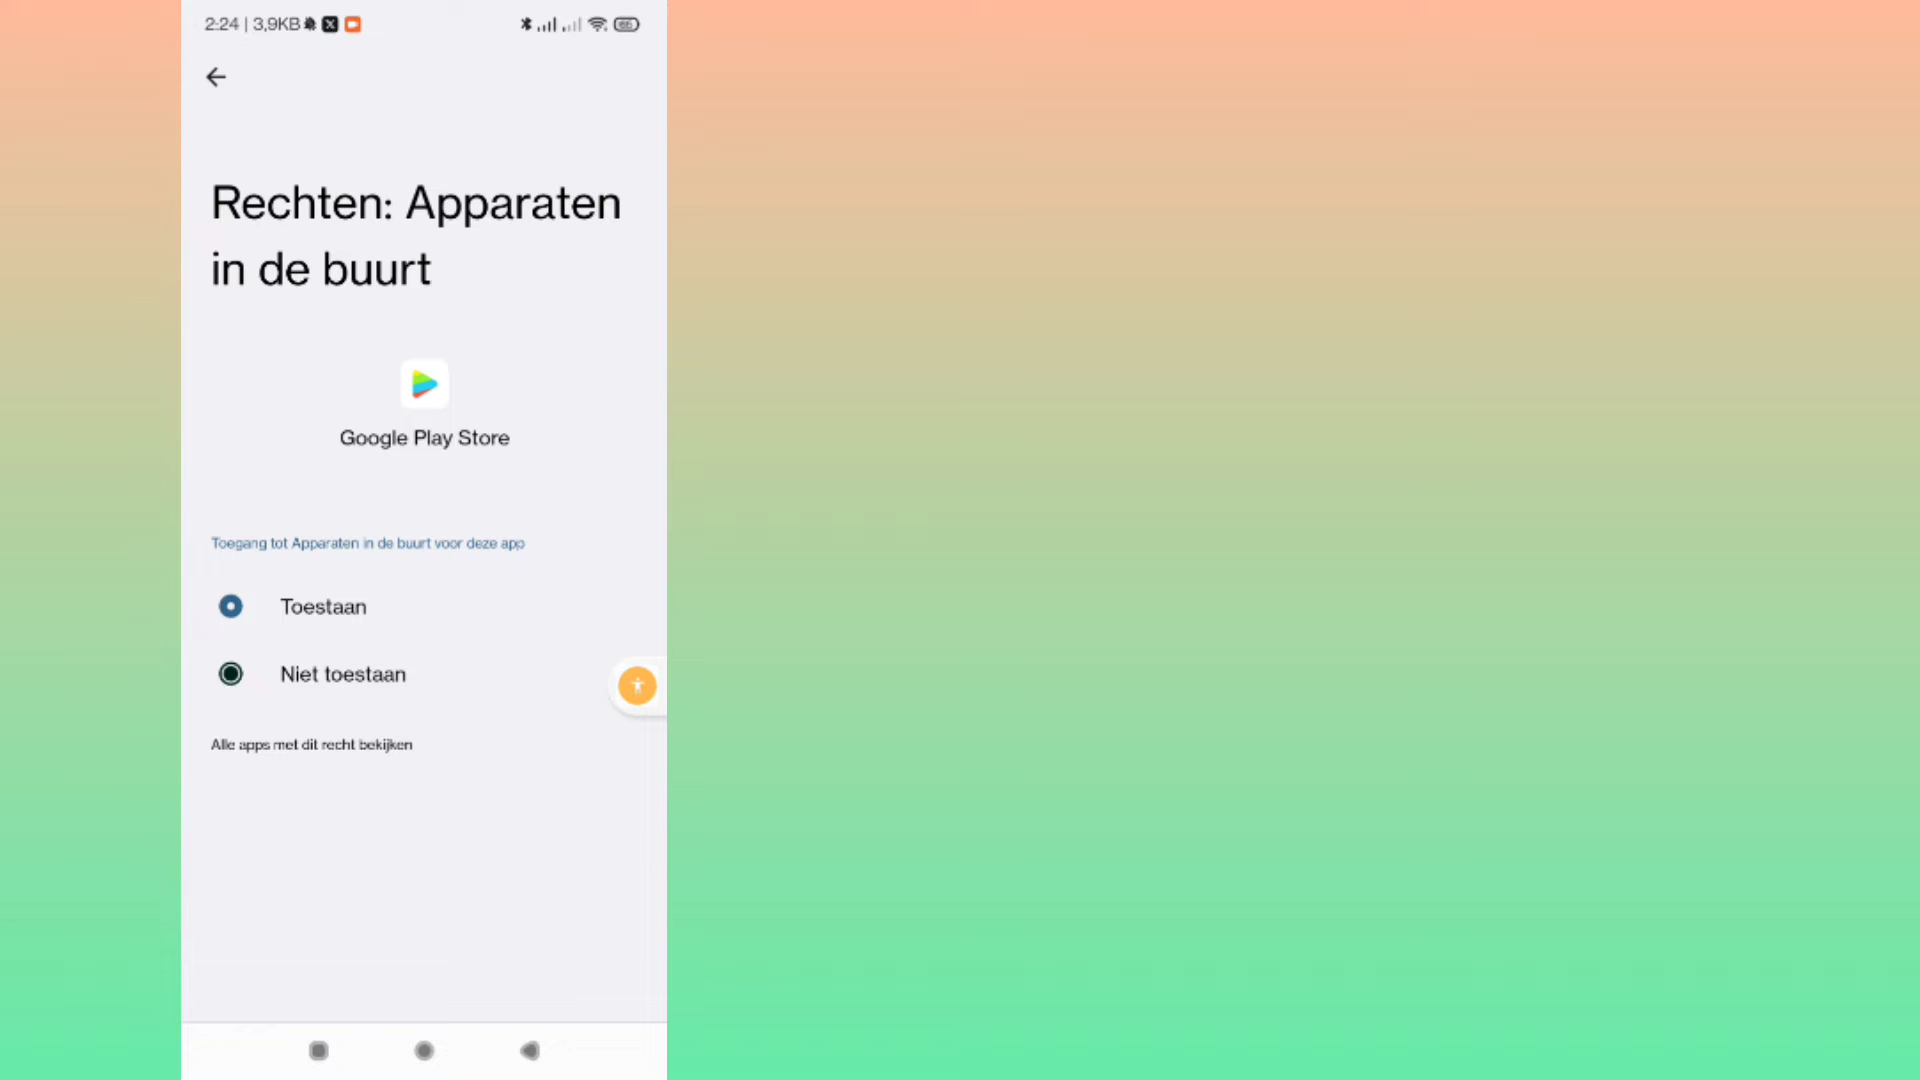 2:24 | 3,9KB
65
Rechten: Apparaten
in de buurt
Google Play Store
Toegang tot Apparaten in de buurt voor deze app
Toestaan
Niet toestaan
Alle apps met dit recht bekijken